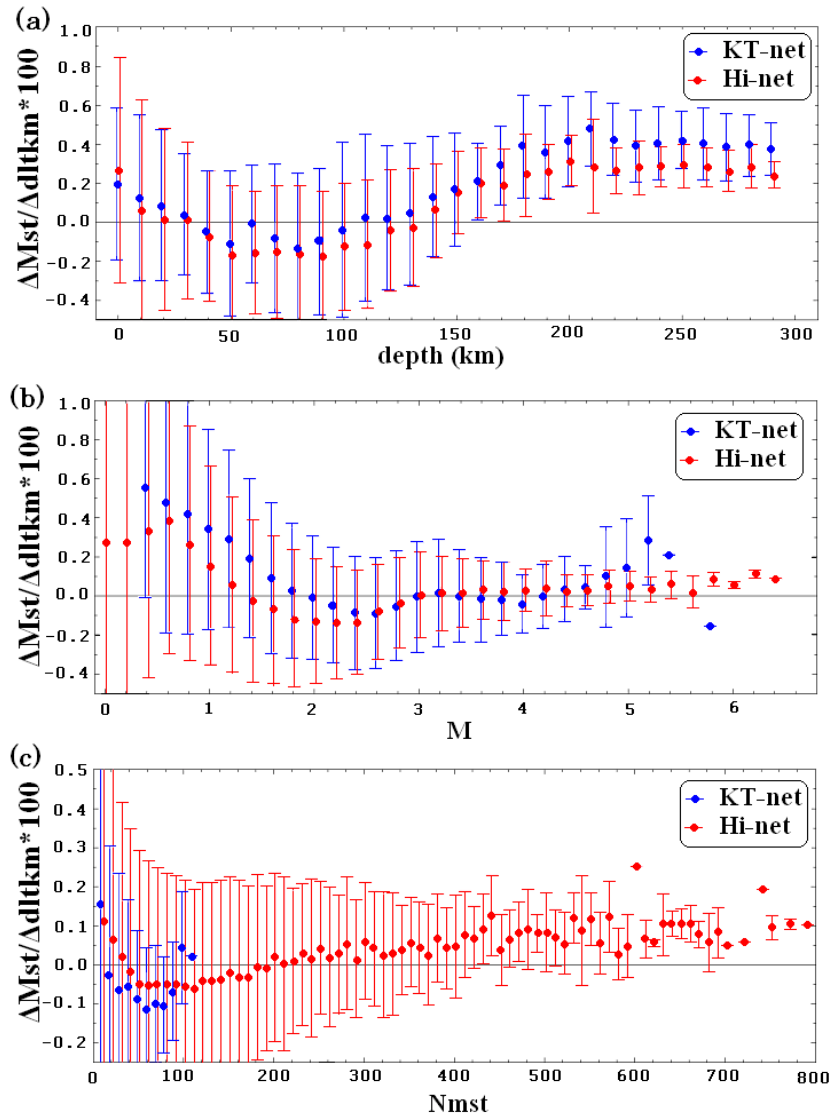 (a)
ΔMst/Δdltkm*100
1.0
0.8
0.6
0.4
0.2
0.0
-0.2
-0.4
KT-net
Hi-net
0 50 100 150 200 250 300
depth (km)
(b)
ΔMst/Δdltkm*100
1.0
0.8
0.6
0.4
0.2
0.0
-0.2
-0.4
KT-net
Hi-net
0 1 2 3 4 5 6
M
(c)
ΔMst/Δdltkm*100
0.5
0.4
0.3
0.2
0.1
0.0
-0.1
-0.2
KT-net
Hi-net
0 100 200 300 400 500 600 700 800
Nmst